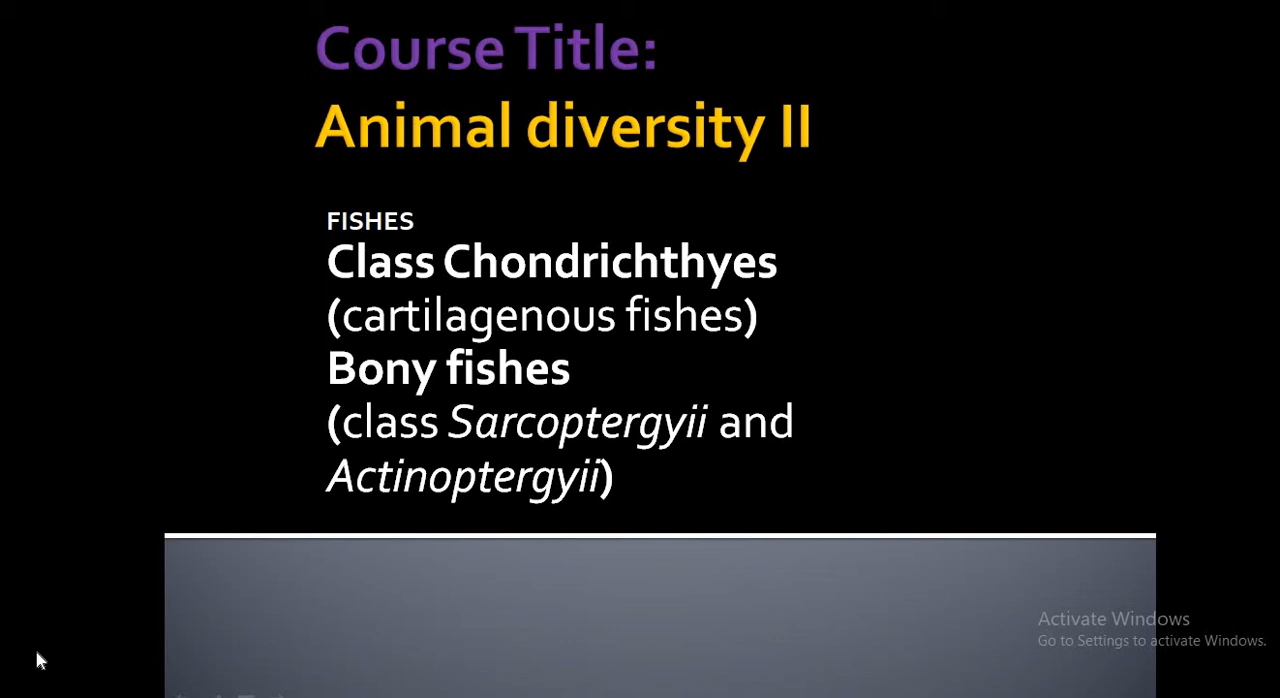 Course Title:
Animal diversity II
FISHES
Class Chondrichthyes
(cartilagenous fishes)
Bony fishes
(class Sarcoptergyii and
Actinoptergyii)
Activate Windows
Go to Settings to activate Windows.